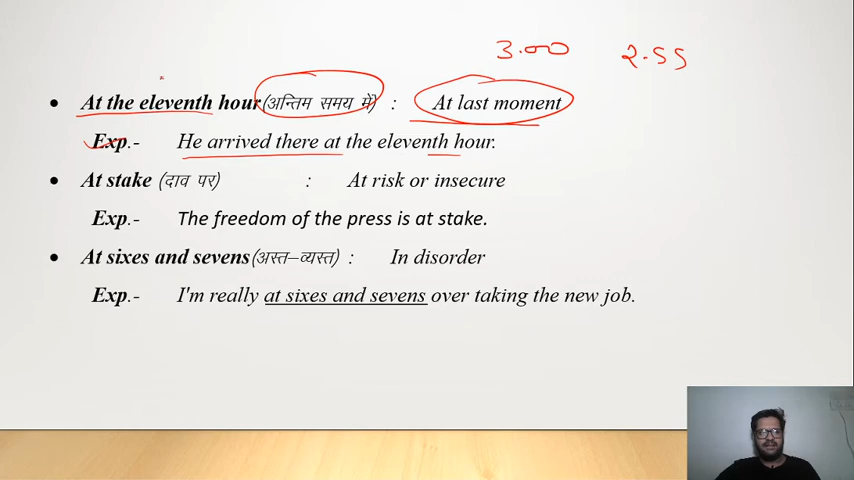 3.00 2.55
• At the eleventh hour(अन्तिम समय में) : At last moment
Exp.- He arrived there at the eleventh hour.
• At stake (दाव पर) : At risk or insecure
Exp.- The freedom of the press is at stake.
• At sixes and sevens(अस्त–व्यस्त) : In disorder
Exp.- I'm really at sixes and sevens over taking the new job.